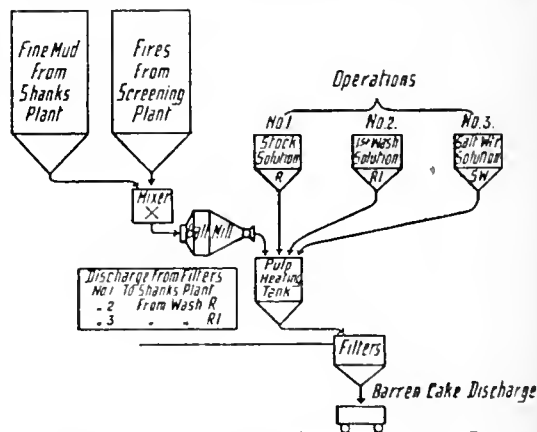 Fine Mud
From
Shanks
Plant
Fires
From
Screening
Plant
Operations
No.1
No.2.
No.3.
Stock
Solution
R
1st Wash
Solution
R1
Salt Wtr.
Solution
SW
Mixer
Ball Mill
Pulp
Heating
Tank
Discharge From Filters
No.1 To Shanks Plant
„ 2 From Wash R
„ 3 „ „ R1
Filters
Barren Cake Discharge